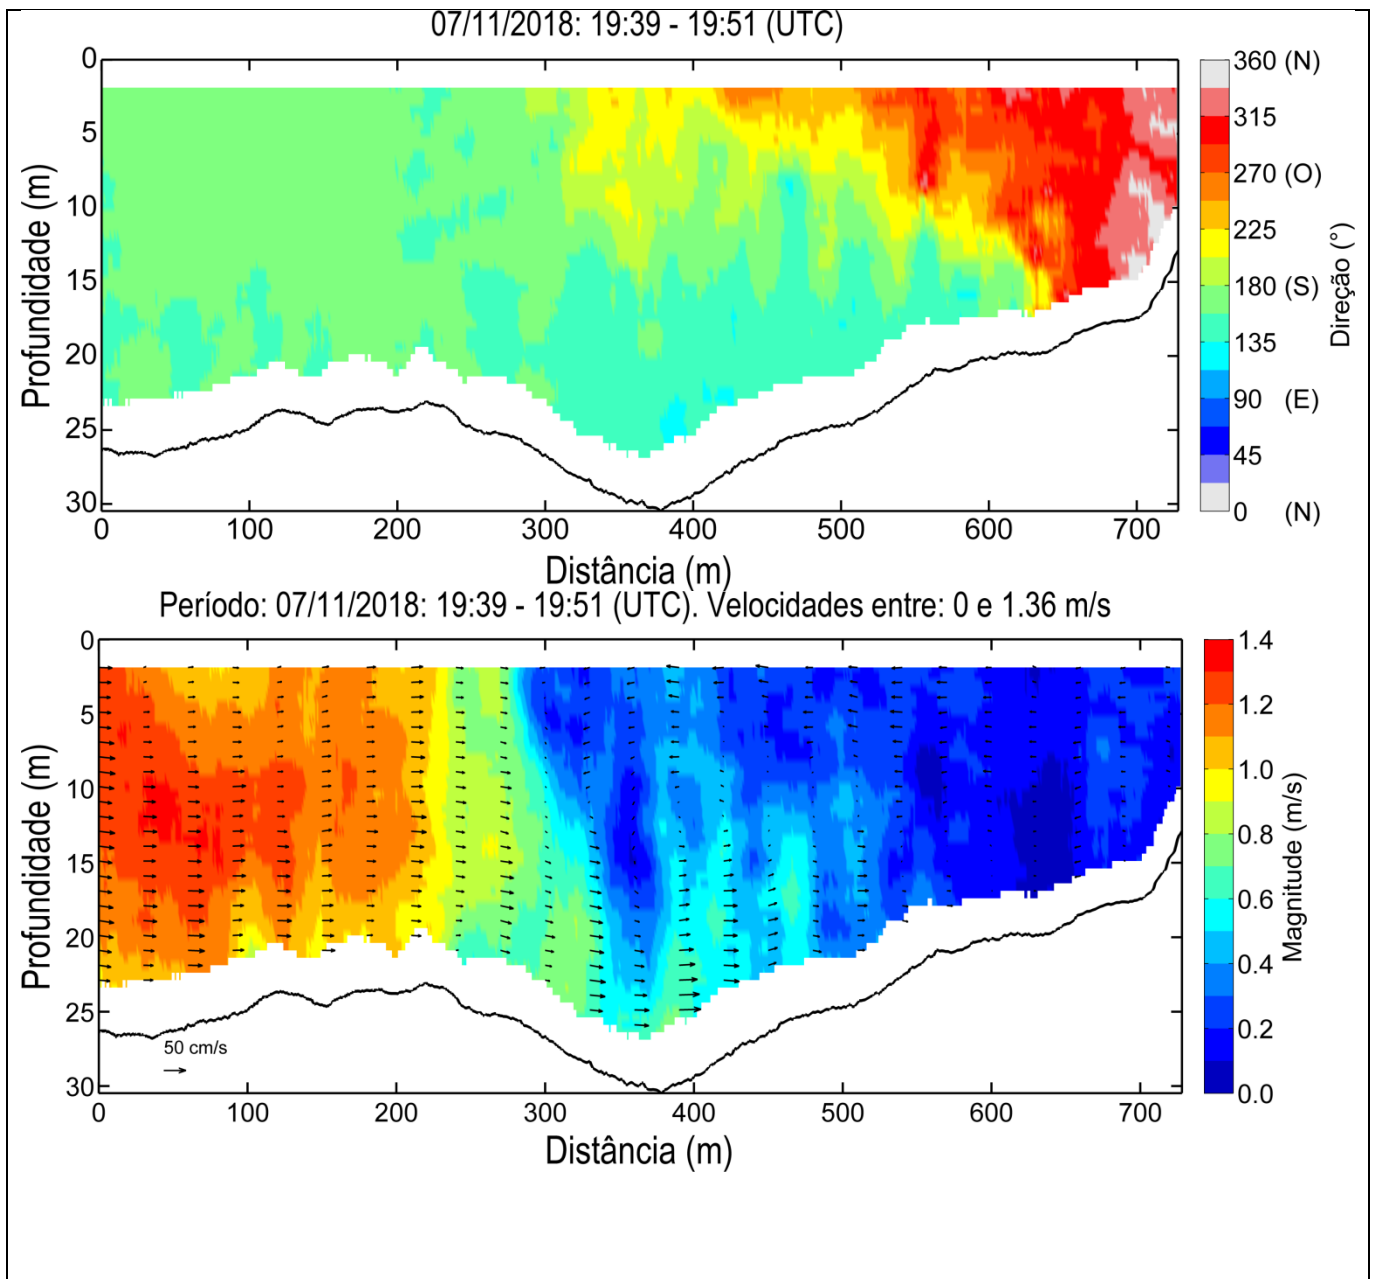 07/11/2018: 19:39 - 19:51 (UTC)
0
5
10
15
20
25
30
Profundidade (m)
0 100 200 300 400 500 600 700
Distância (m)
360 (N)
315
270 (O)
225
180 (S)
135
90 (E)
45
0 (N)
Direção (°)
Período: 07/11/2018: 19:39 - 19:51 (UTC). Velocidades entre: 0 e 1.36 m/s
0
5
10
15
20
25
30
Profundidade (m)
50 cm/s
0 100 200 300 400 500 600 700
Distância (m)
1.4
1.2
1.0
0.8
0.6
0.4
0.2
0.0
Magnitude (m/s)